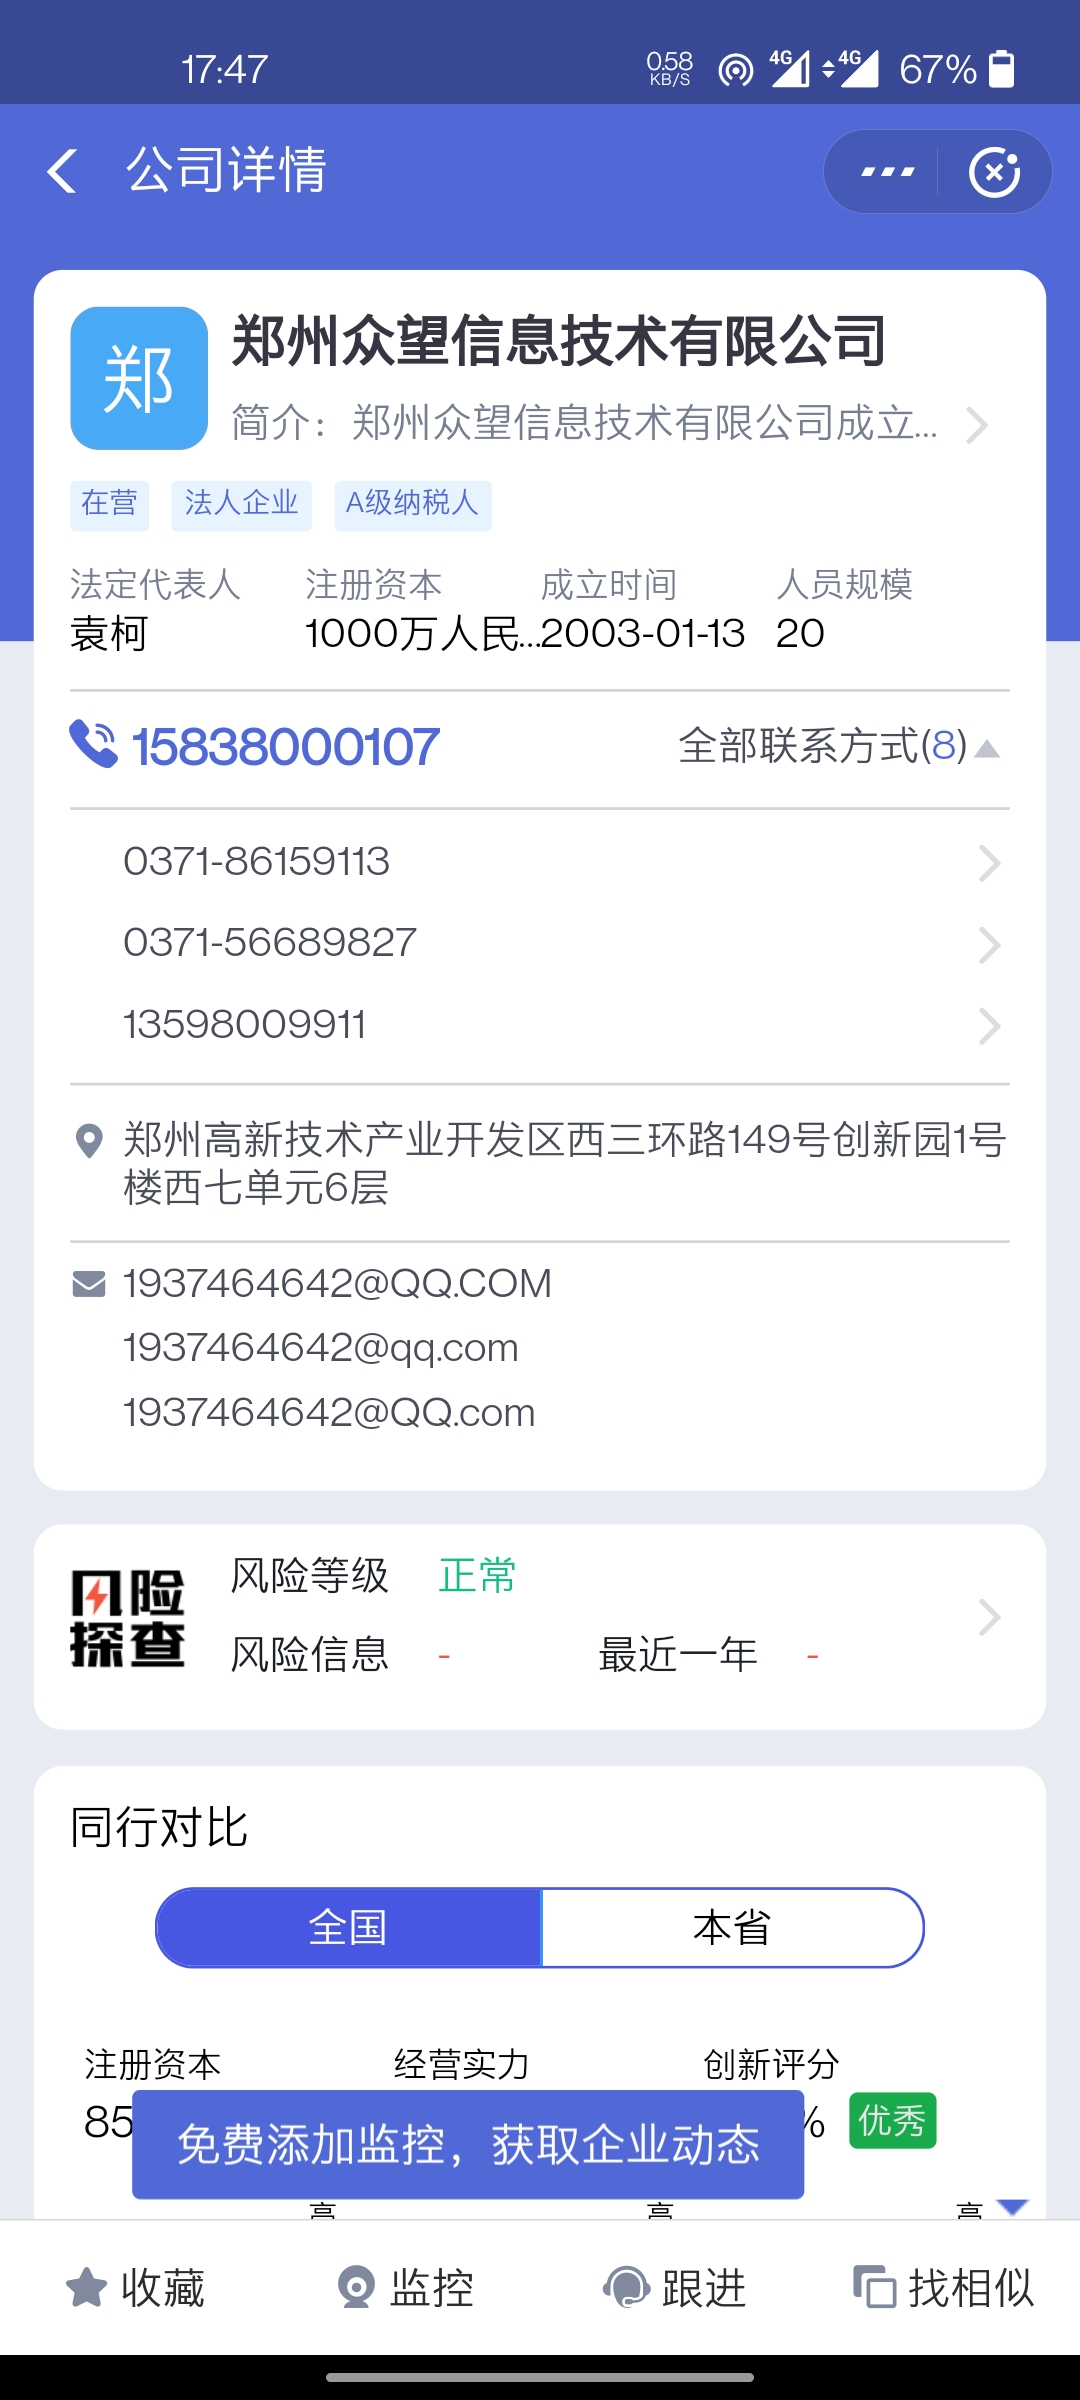 17:47
0.58
KB/S
4G
4G
67%
公司详情
郑
郑州众望信息技术有限公司
简介：郑州众望信息技术有限公司成立...
在营 法人企业 A级纳税人
法定代表人 注册资本 成立时间 人员规模
袁柯 1000万人民... 2003-01-13 20
15838000107 全部联系方式(8)
0371-86159113
0371-56689827
13598009911
郑州高新技术产业开发区西三环路149号创新园1号
楼西七单元6层
1937464642@QQ.COM
1937464642@qq.com
1937464642@QQ.com
风险
探查
风险等级 正常
风险信息 - 最近一年 -
同行对比
全国 本省
注册资本 经营实力 创新评分
85 % 优秀
免费添加监控，获取企业动态
高 高 高
收藏 监控 跟进 找相似